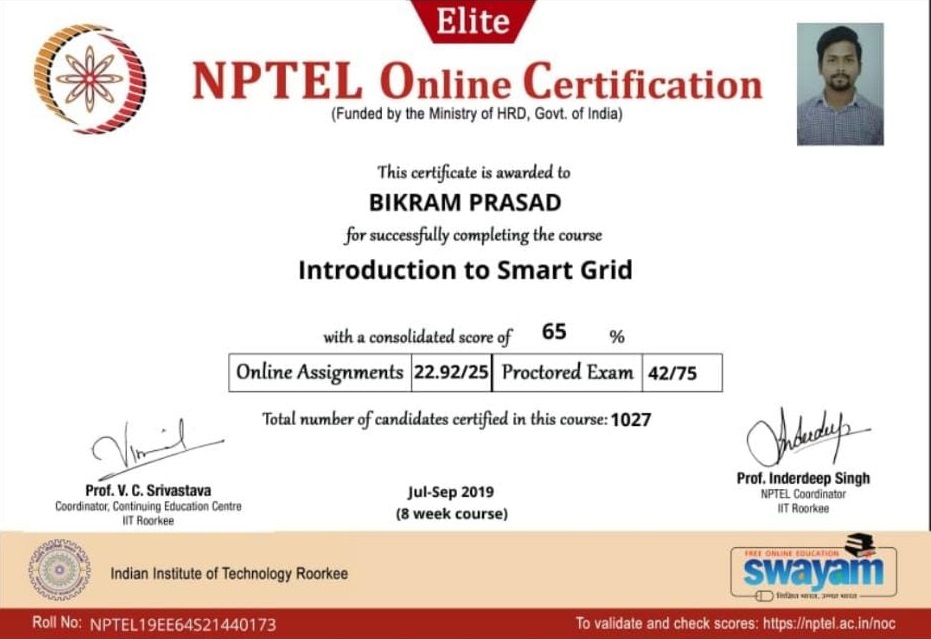 Elite
NPTEL Online Certification
(Funded by the Ministry of HRD, Govt. of India)
This certificate is awarded to
BIKRAM PRASAD
for successfully completing the course
Introduction to Smart Grid
with a consolidated score of 65 %
Online Assignments 22.92/25 Proctored Exam 42/75
Total number of candidates certified in this course: 1027
Prof. V. C. Srivastava
Coordinator, Continuing Education Centre
IIT Roorkee
Jul-Sep 2019
(8 week course)
Prof. Inderdeep Singh
NPTEL Coordinator
IIT Roorkee
Indian Institute of Technology Roorkee
FREE ONLINE EDUCATION
swayam
शिक्षित भारत, उन्नत भारत
Roll No: NPTEL19EE64S21440173
To validate and check scores: https://nptel.ac.in/noc